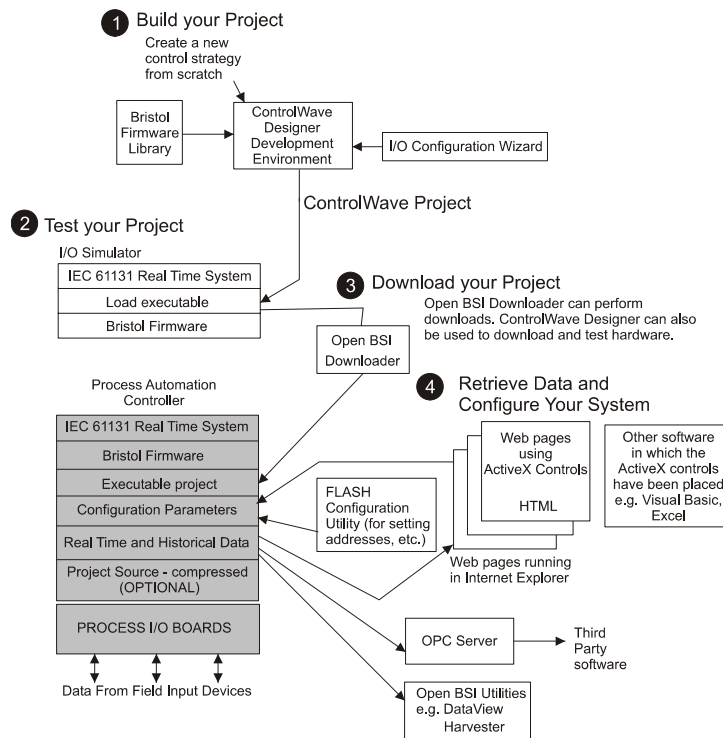 1 Build your Project
Create a new
control strategy
from scratch
Bristol
Firmware
Library
ControlWave
Designer
Development
Environment
I/O Configuration Wizard
ControlWave Project
2 Test your Project
I/O Simulator
IEC 61131 Real Time System
Load executable
Bristol Firmware
3 Download your Project
Open BSI Downloader can perform
downloads. ControlWave Designer can also
be used to download and test hardware.
Open BSI
Downloader
Process Automation
Controller
IEC 61131 Real Time System
Bristol Firmware
Executable project
Configuration Parameters
Real Time and Historical Data
Project Source - compressed
(OPTIONAL)
PROCESS I/O BOARDS
Data From Field Input Devices
4 Retrieve Data and
Configure Your System
Web pages
using
ActiveX Controls
HTML
Web pages running
in Internet Explorer
Other software
in which the
ActiveX controls
have been placed
e.g. Visual Basic,
Excel
FLASH
Configuration
Utility (for setting
addresses, etc.)
OPC Server
Third
Party
software
Open BSI Utilities
e.g. DataView
Harvester